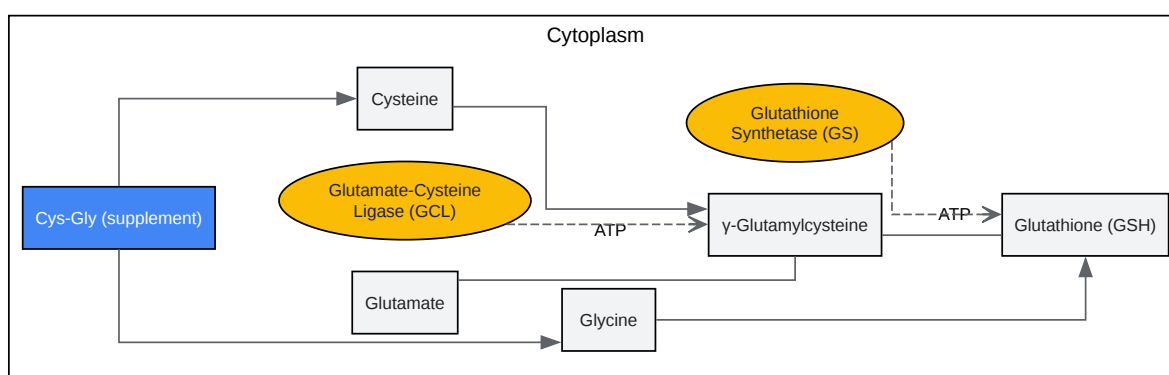 Cytoplasm
Cysteine
Glutathione
Synthetase (GS)
Glutamate-Cysteine
Ligase (GCL)
Cys-Gly (supplement)
ATP
γ-Glutamylcysteine
ATP
Glutathione (GSH)
Glutamate
Glycine